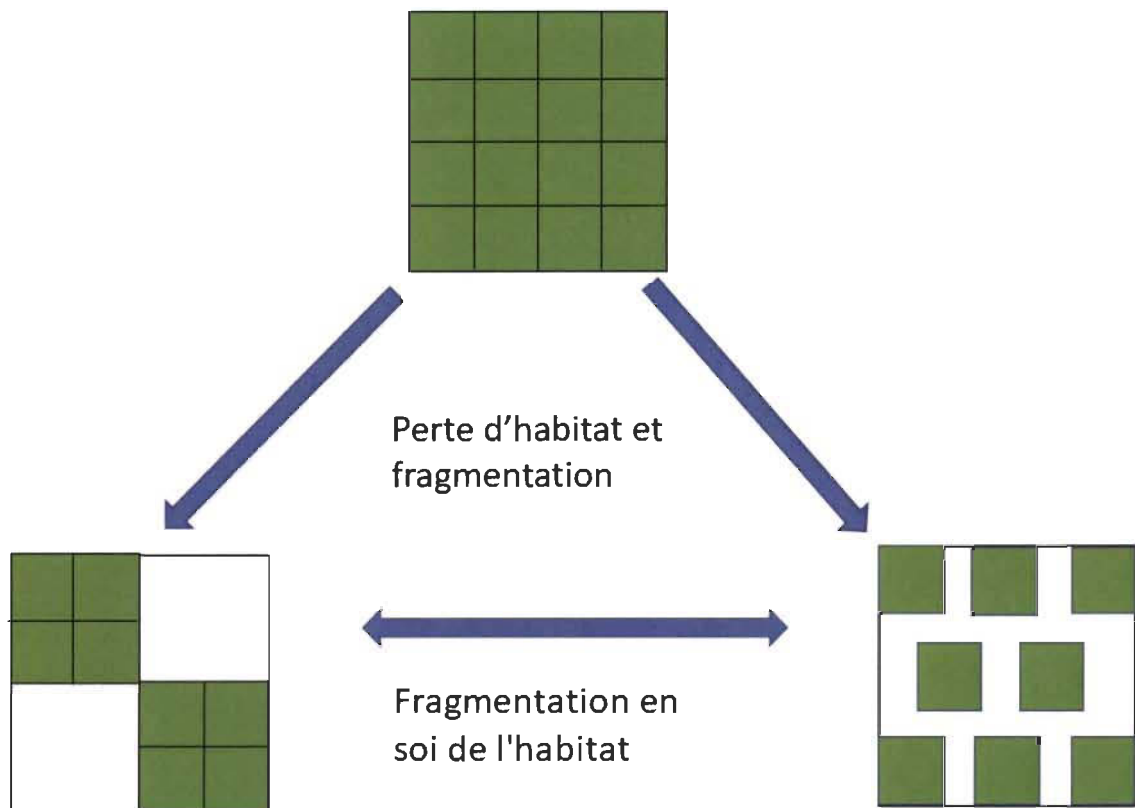 Perte d’habitat et
fragmentation
Fragmentation en
soi de l'habitat